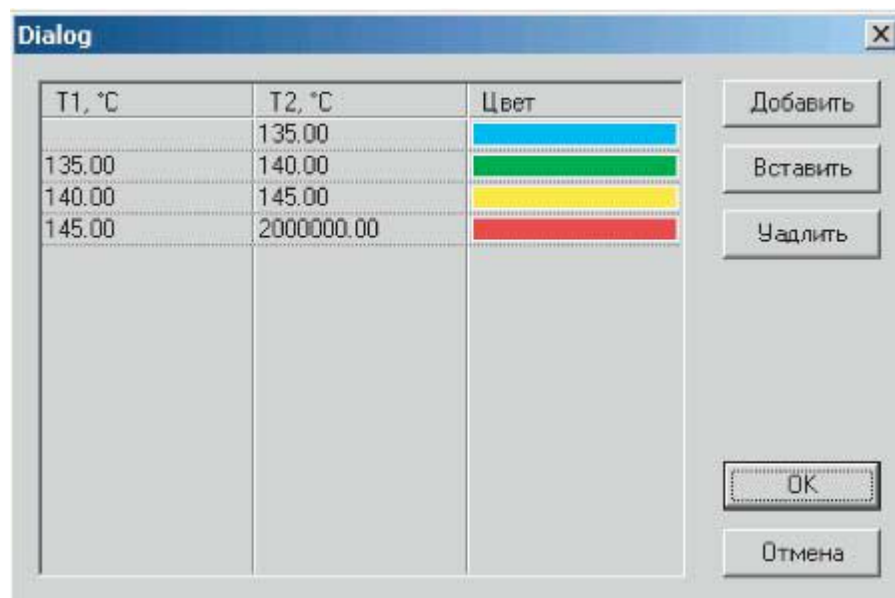 Dialog
T1, °C T2, °C Цвет
135.00
135.00 140.00
140.00 145.00
145.00 2000000.00
Добавить
Вставить
Уадлить
OK
Отмена